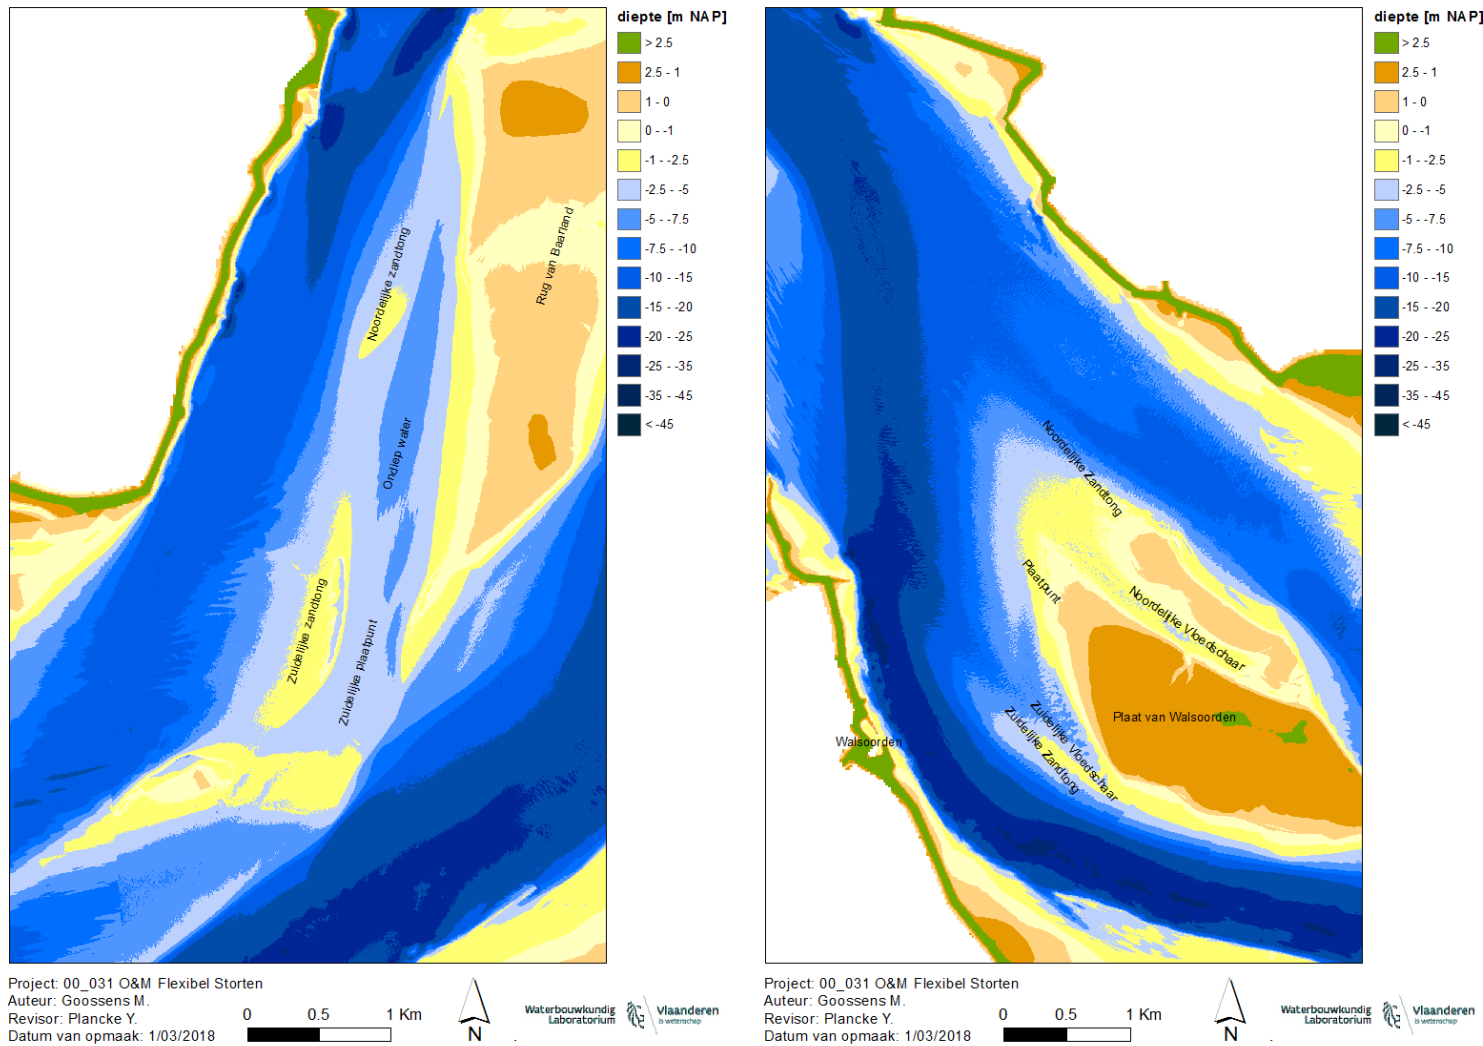 diepte [m NAP]
> 2.5
2.5 - 1
1 - 0
0 - -1
-1 - -2.5
-2.5 - -5
-5 - -7.5
-7.5 - -10
-10 - -15
-15 - -20
-20 - -25
-25 - -35
-35 - -45
< -45
Noordelijke zandtong
Rug van Baarland
Ondiep water
Zuidelijke zandtong
Zuidelijke plaatpunt
Project: 00_031 O&M Flexibel Storten
Auteur: Goossens M.
Revisor: Plancke Y.
Datum van opmaak: 1/03/2018
0 0.5 1 Km
N
Waterbouwkundig
Laboratorium
Vlaanderen
is wetenschap
diepte [m NAP]
> 2.5
2.5 - 1
1 - 0
0 - -1
-1 - -2.5
-2.5 - -5
-5 - -7.5
-7.5 - -10
-10 - -15
-15 - -20
-20 - -25
-25 - -35
-35 - -45
< -45
Noordelijke Zandtong
Plaatpunt
Noordelijke Vloedschaar
Plaat van Walsoorden
Zuidelijke Vloedschaar
Zuidelijke Zandtong
Walsoorden
Project: 00_031 O&M Flexibel Storten
Auteur: Goossens M.
Revisor: Plancke Y.
Datum van opmaak: 1/03/2018
0 0.5 1 Km
N
Waterbouwkundig
Laboratorium
Vlaanderen
is wetenschap